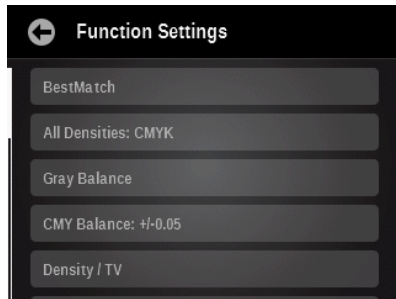 Function Settings
BestMatch
All Densities: CMYK
Gray Balance
CMY Balance: +/-0.05
Density / TV